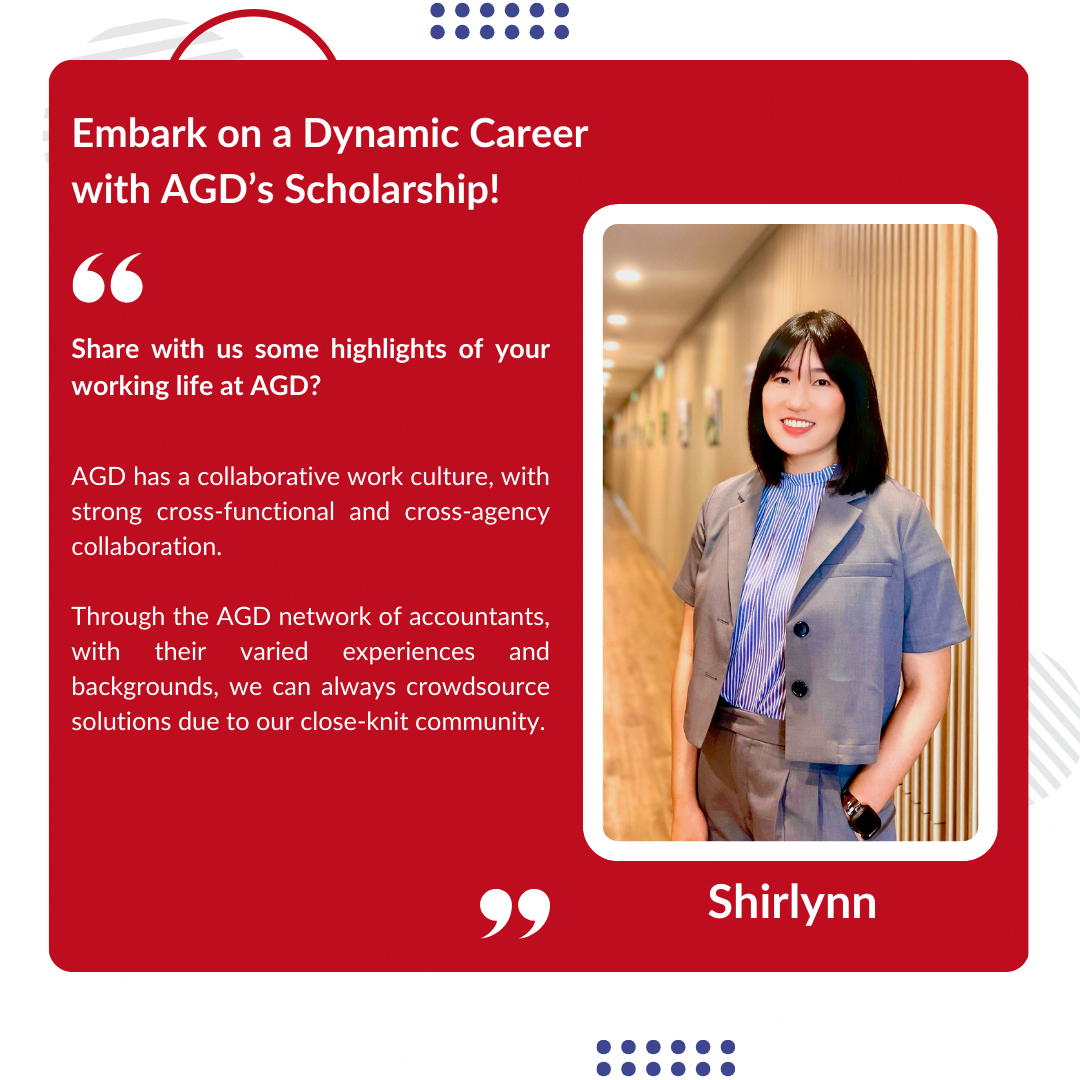 Embark on a Dynamic Career
with AGD’s Scholarship!
“
Share with us some highlights of your
working life at AGD?
AGD has a collaborative work culture, with
strong cross-functional and cross-agency
collaboration.
Through the AGD network of accountants,
with their varied experiences and
backgrounds, we can always crowdsource
solutions due to our close-knit community.
”
Shirlynn